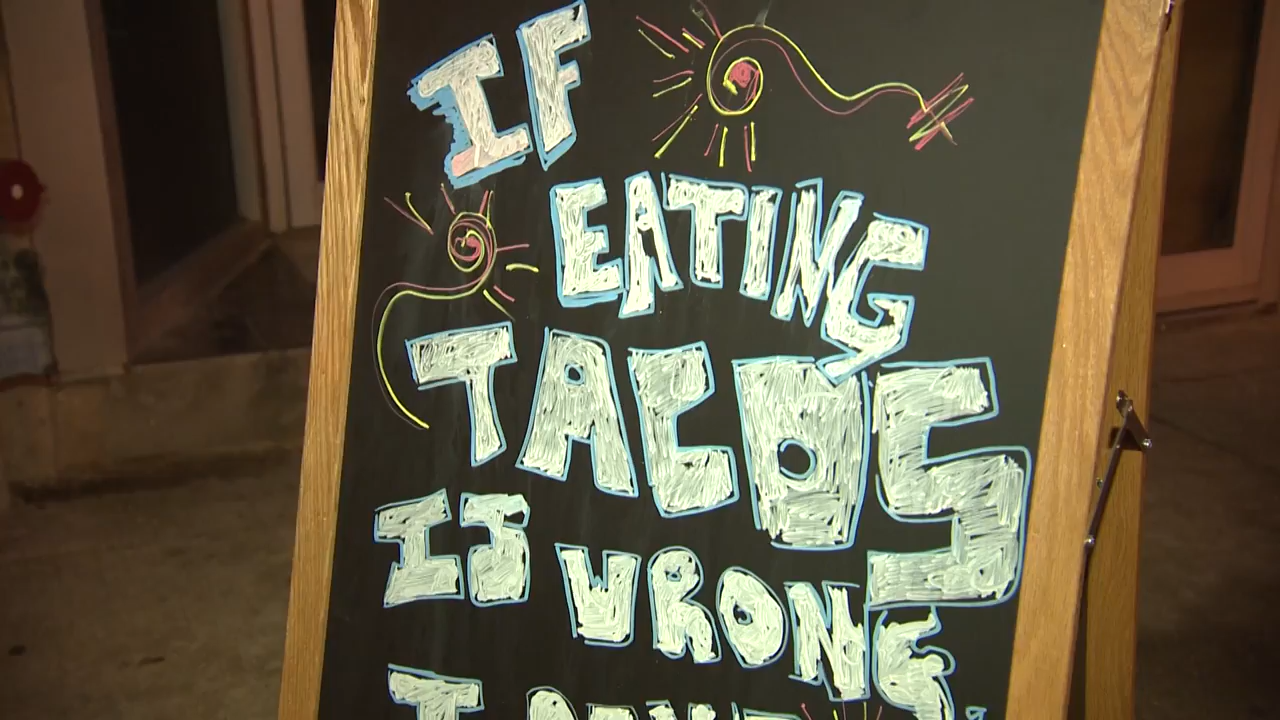 IF
EATING
TACOS
IS WRONG,
I